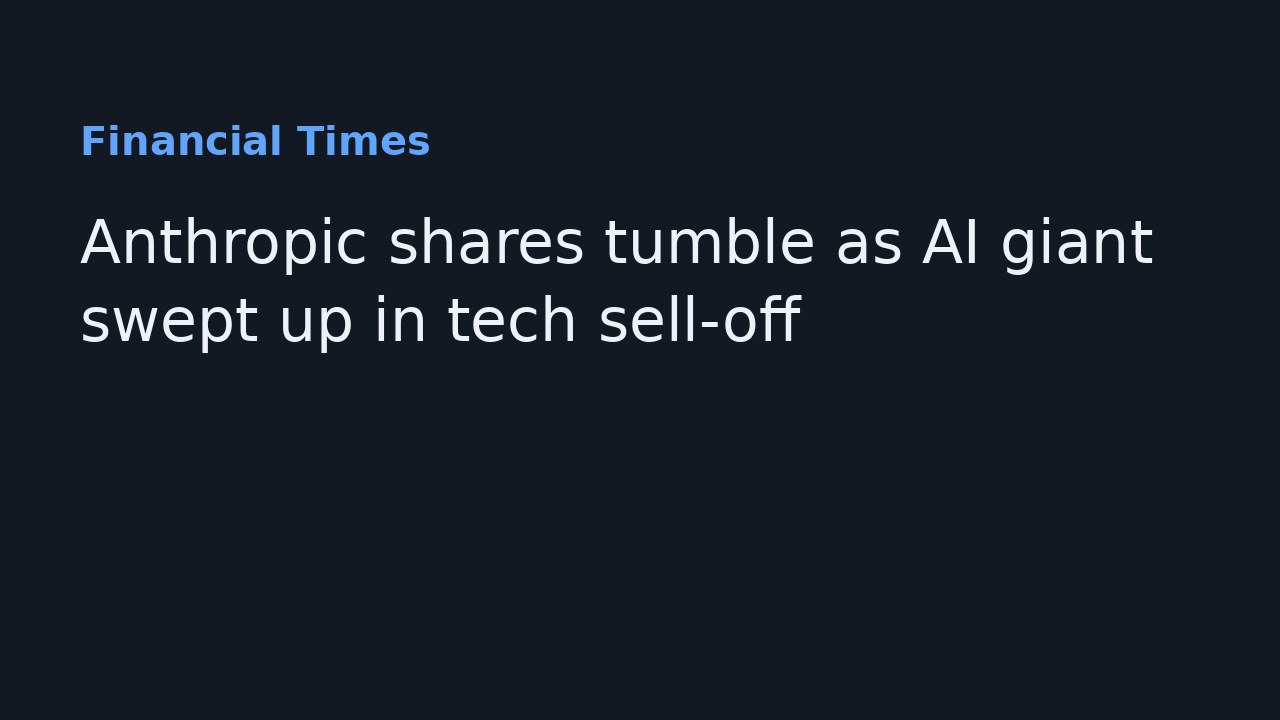 Financial Times
Anthropic shares tumble as AI giant
swept up in tech sell-off